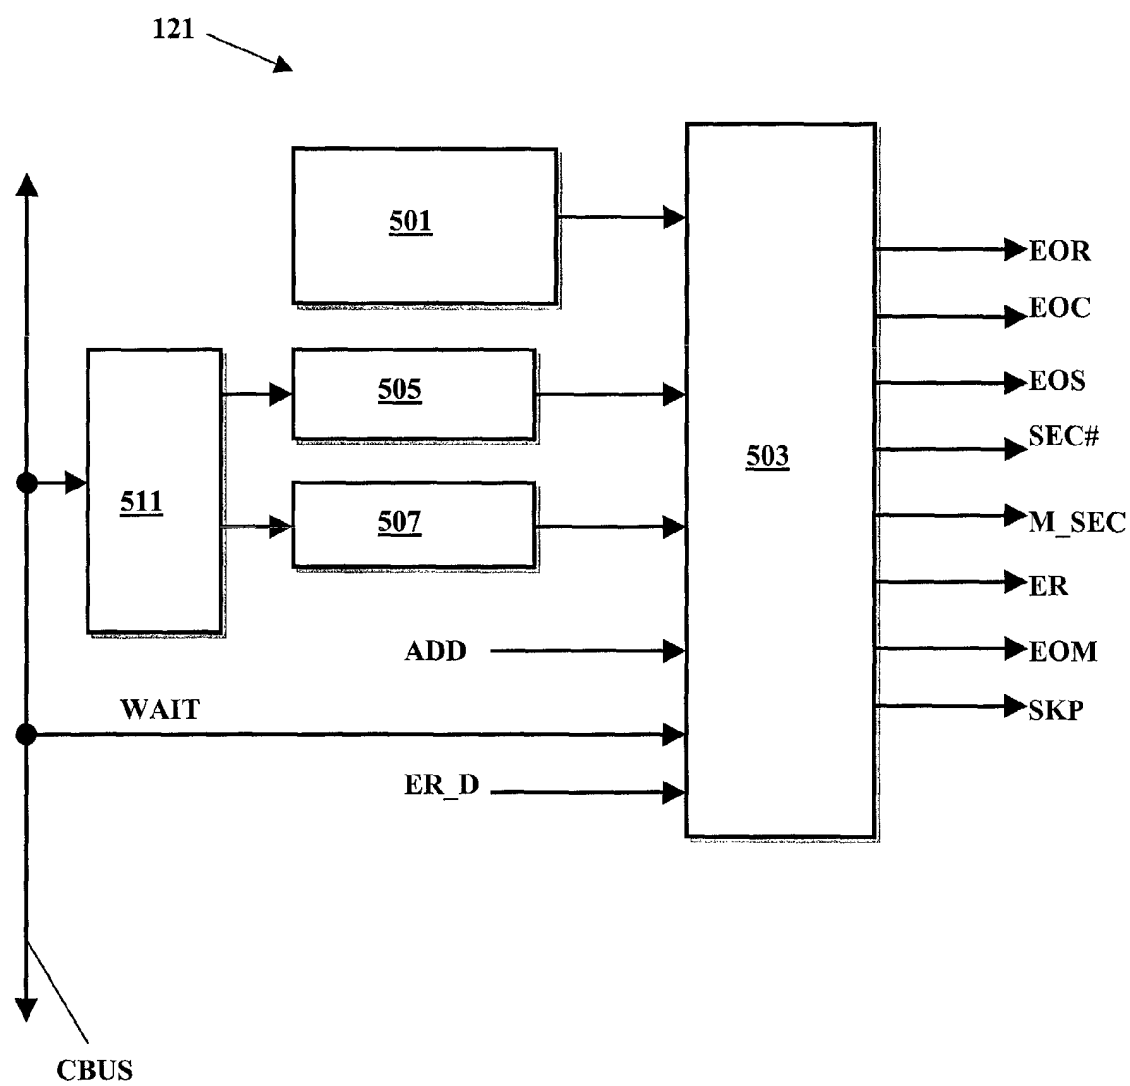 121
501
EOR
EOC
505
EOS
SEC#
503
511
507
M_SEC
ER
ADD
EOM
WAIT
SKP
ER_D
CBUS